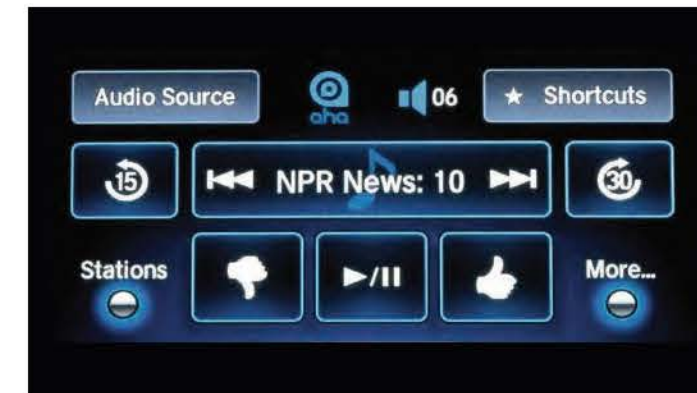 Audio Source
aha
06
★ Shortcuts
15
NPR News: 10
30
Stations
More...